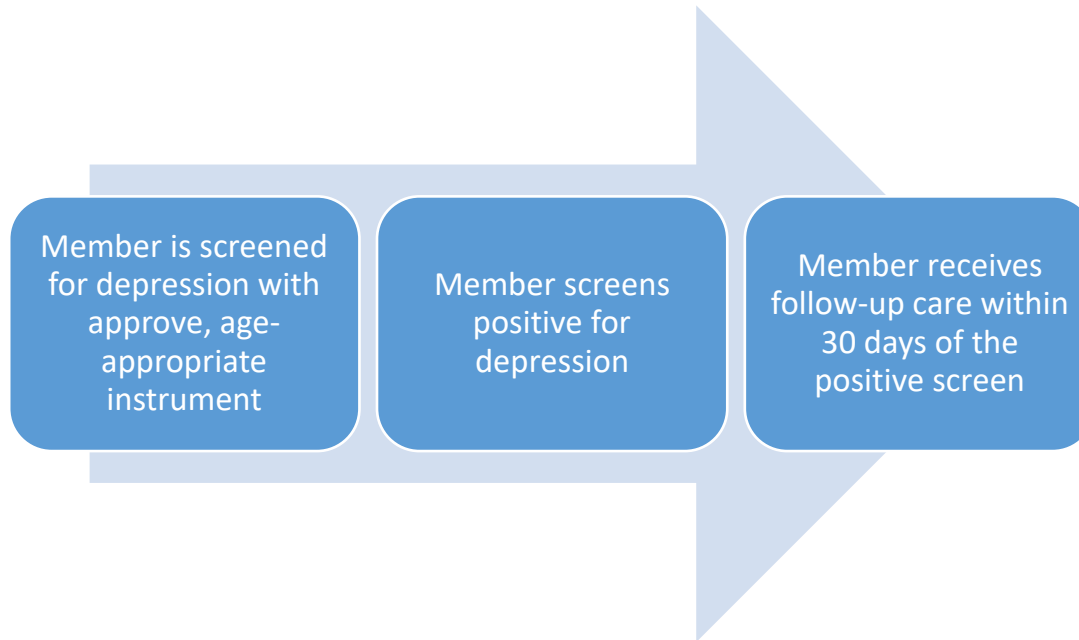 Member is screened
for depression with
approve, age-
appropriate
instrument
Member screens
positive for
depression
Member receives
follow-up care within
30 days of the
positive screen